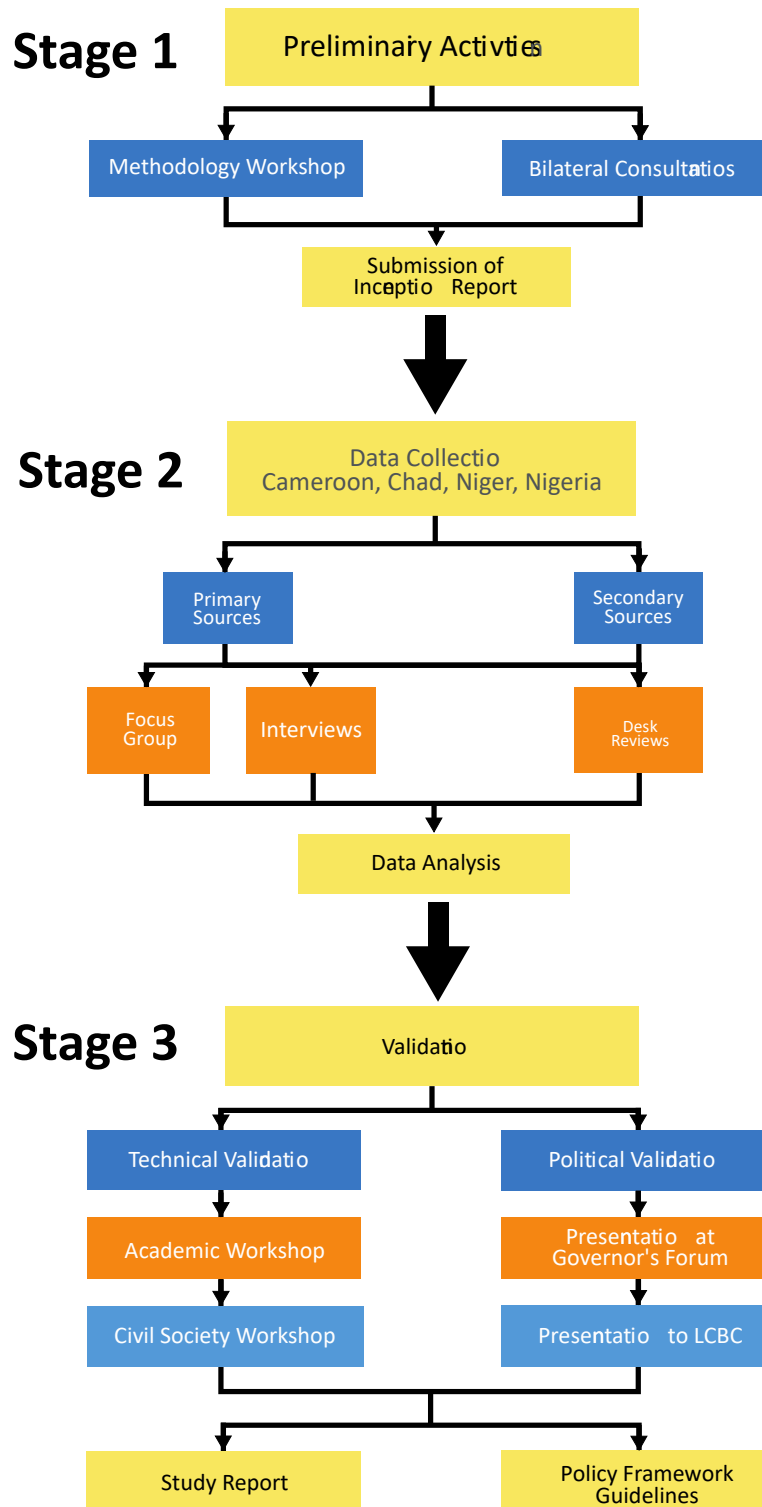 Stage 1
Preliminairy Activties
Methodology Workshop
Bilateral Consultatios
Submission of
Inceptio Report
Stage 2
Data Collectio
Cameroon, Chad, Niger, Nigeria
Primary
Sources
Secondary
Sources
Focus
Group
Interviews
Desk
Reviews
Data Analysis
Stage 3
Validatio
Technical Validatio
Political Validatio
Academic Workshop
Presentatio at
Governor's Forum
Civil Society Workshop
Presentatio to LCBC
Study Report
Policy Framework
Guidelines